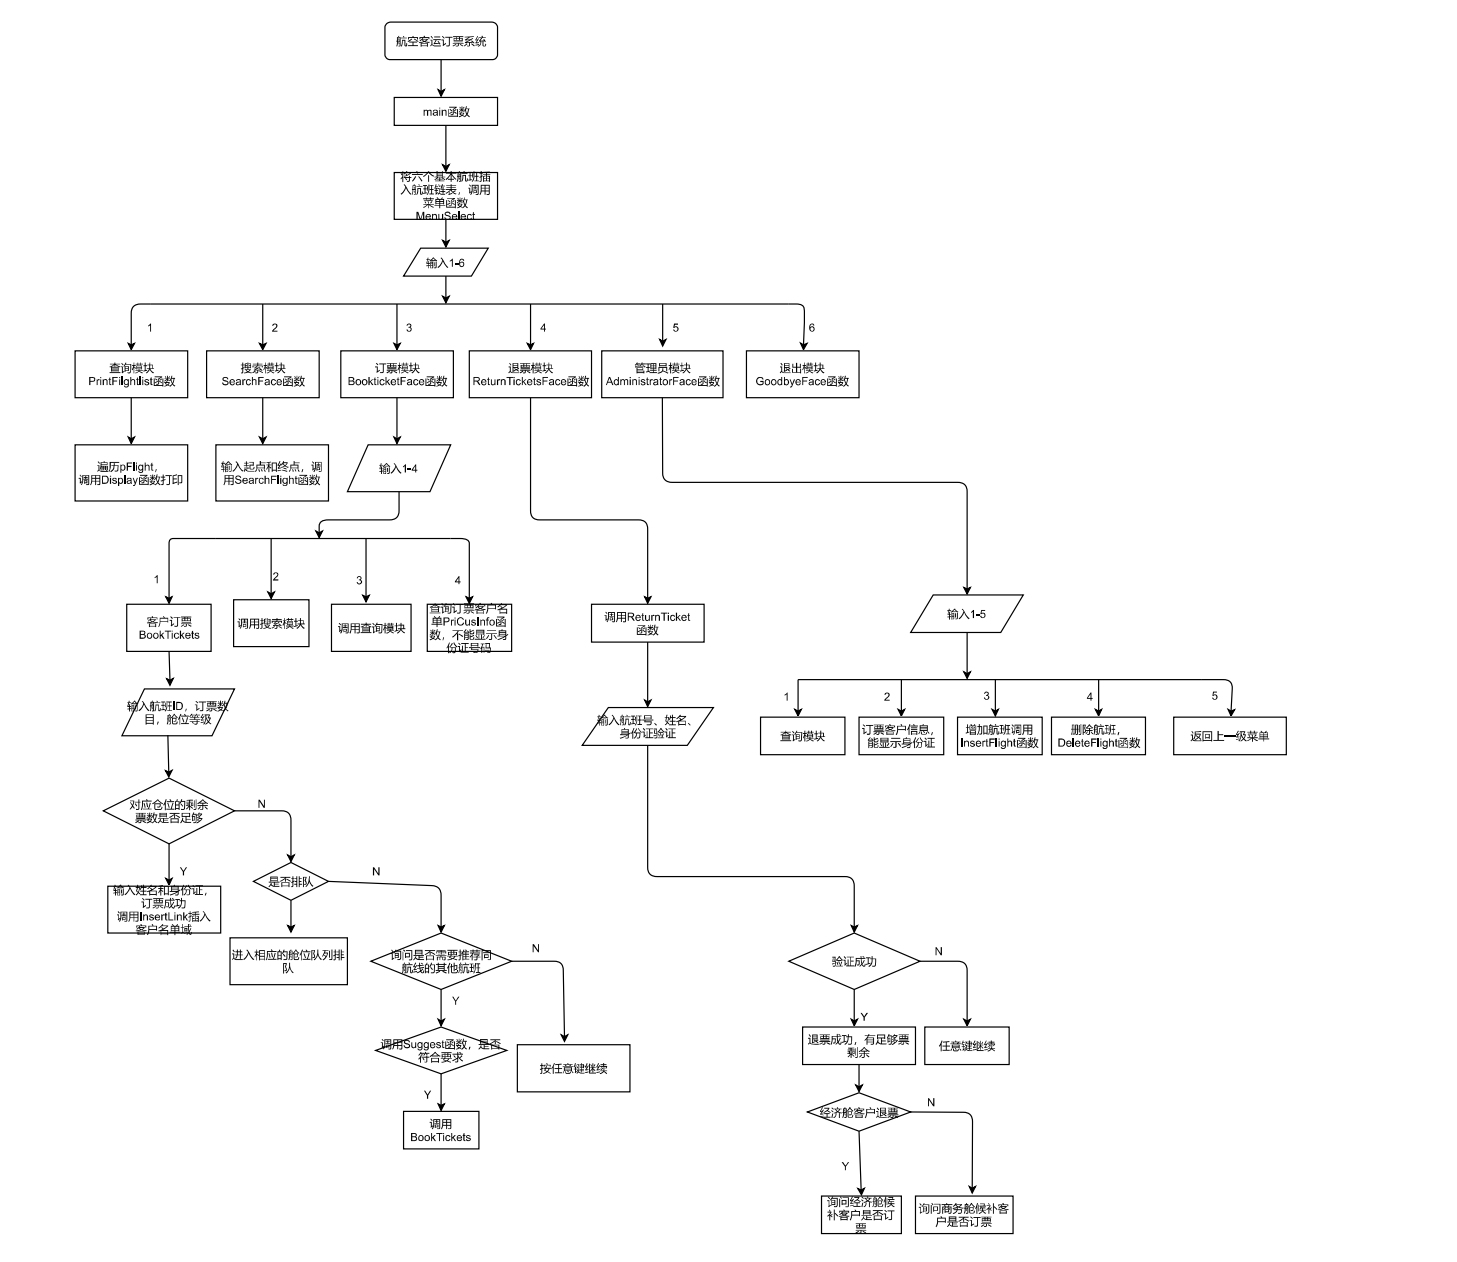 航空客运订票系统
main函数
将六个基本航班插
入航班链表，调用
菜单函数
MenuSelect
输入1-6
1
2
3
4
5
6
查询模块
PrintFlightlist函数
搜索模块
SearchFace函数
订票模块
BookticketFace函数
退票模块
ReturnTicketsFace函数
管理员模块
AdministratorFace函数
退出模块
GoodbyeFace函数
遍历pFlight，
调用Display函数打印
输入起点和终点，调
用SearchFlight函数
输入1-4
1
2
3
4
客户订票
BookTickets
调用搜索模块
调用查询模块
查询订票客户名
单PriCusInfo函
数，不能显示身
份证号码
调用ReturnTicket
函数
输入1-5
1
2
3
4
5
查询模块
订票客户信息，
能显示身份证
增加航班调用
InsertFlight函数
删除航班，
DeleteFlight函数
返回上一级菜单
输入航班ID，订票数
目，舱位等级
输入航班号、姓名、
身份证验证
对应仓位的剩余
票数是否足够
N
Y
输入姓名和身份证，
订票成功
调用InsertLink插入
客户名单域
是否排队
N
进入相应的舱位队列排
队
询问是否需要推荐同
航线的其他航班
N
Y
调用Suggest函数，是否
符合要求
按任意键继续
Y
调用
BookTickets
验证成功
N
Y
退票成功，有足够票
剩余
任意键继续
经济舱客户退票
N
Y
询问经济舱候
补客户是否订
票
询问商务舱候补客
户是否订票